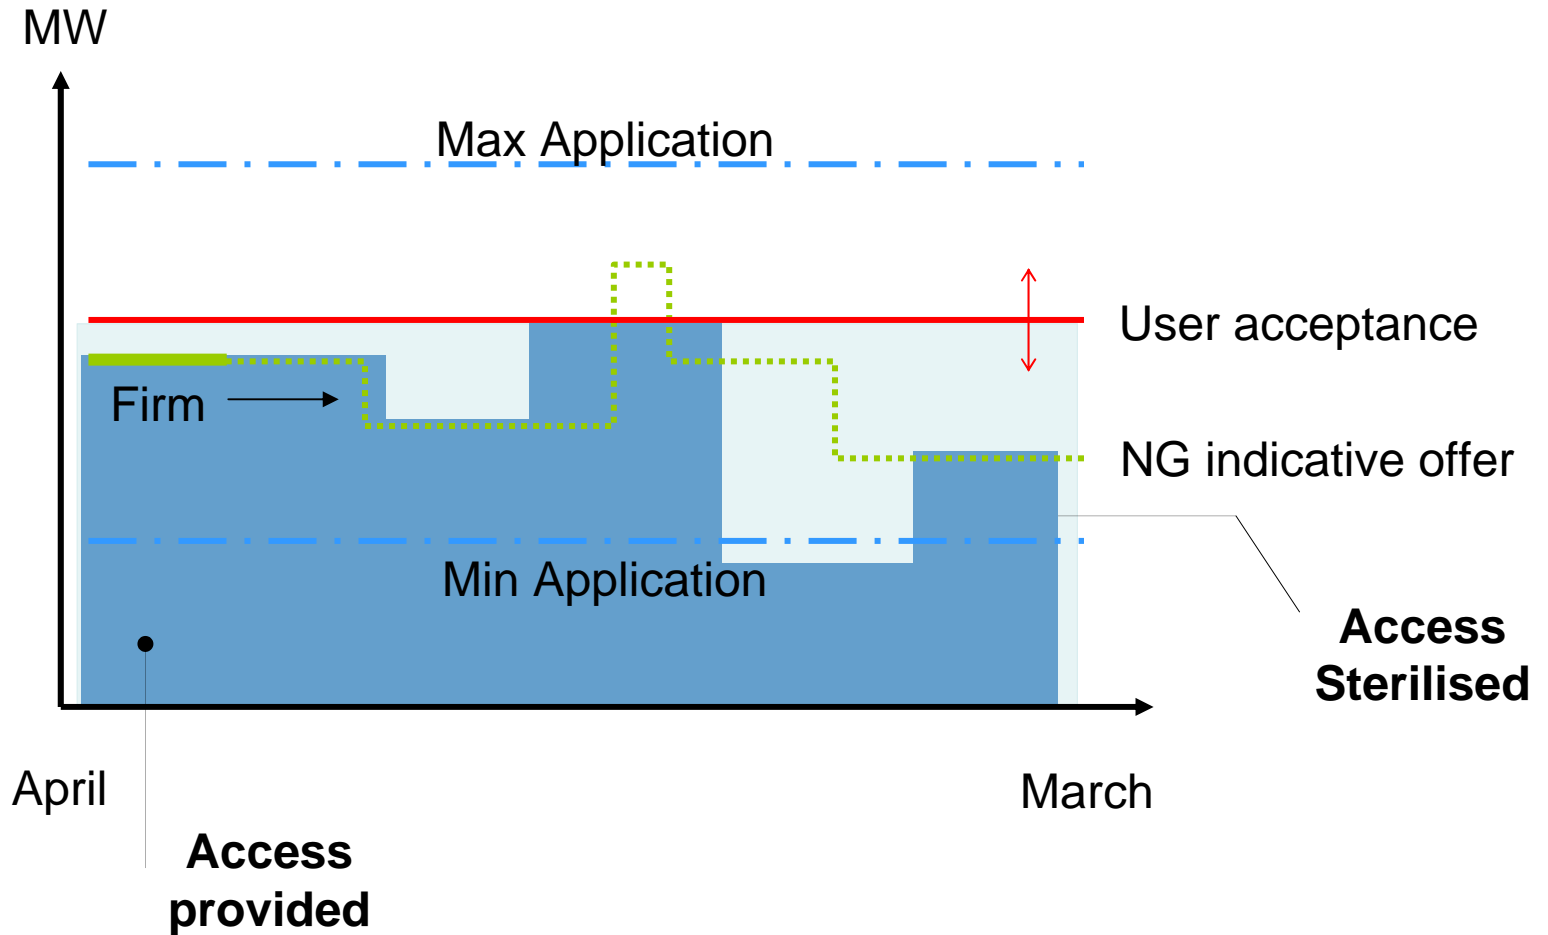 MW
Max Application
User acceptance
Firm
NG indicative offer
Min Application
Access
Sterilised
April
March
Access
provided